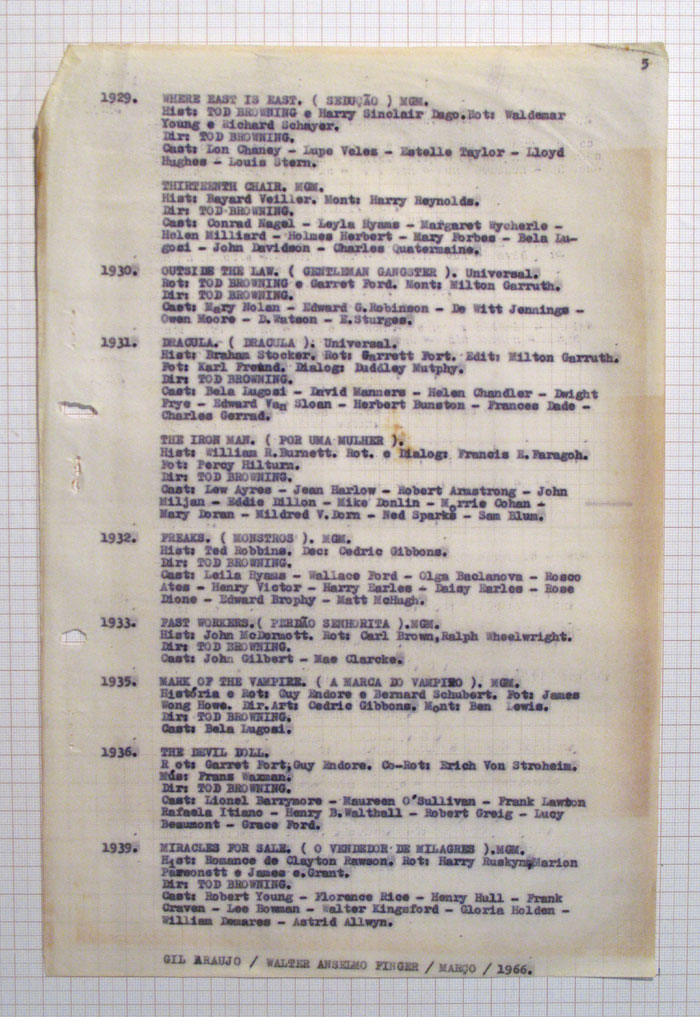 5
1929. WHERE EAST IS EAST. ( SEDUÇÃO ) MGM.
Hist: TOD BROWNING e Harry Sinclair Dago.Rot: Waldemar
Young e Richard Schayer.
Dir: TOD BROWNING.
Cast: Lon Chaney - Lupe Velez - Estelle Taylor - Lloyd
Hughes - Louis Stern.
THIRTEENTH CHAIR. MGM.
Hist: Bayard Veiller. Mont: Harry Reynolds.
Dir: TOD BROWNING.
Cast: Conrad Nagel - Leyla Hyams - Margaret Wycherle -
Helen Milliard - Holmes Herbert - Mary Forbes - Bela Lu-
gosi - John Davidson - Charles Quatermaine.
1930. OUTSIDE THE LAW. ( GENTLEMAN GANGSTER ). Universal.
Rot: TOD BROWNING e Garret Ford. Mont: Milton Garruth.
Dir: TOD BROWNING.
Cast: Mary Nolan - Edward G.Robinson - De Witt Jennings -
Owen Moore - D.Watson - E.Sturges.
1931. DRACULA. ( DRACULA ). Universal.
Hist: Braham Stocker. Rot: Garrett Fort. Edit: Milton Garruth.
Fot: Karl Freund. Dialog: Duddley Mutphy.
Dir: TOD BROWNING.
Cast: Bela Lugosi - David Manners - Helen Chandler - Dwight
Frye - Edward Van Sloan - Herbert Bunston - Frances Dade -
Charles Gerrad.
THE IRON MAN. ( POR UMA MULHER ).
Hist: William R.Burnett. Rot. e Dialog: Francis E.Faragoh.
Fot: Percy Hilturn.
Dir: TOD BROWNING.
Cast: Lew Ayres - Jean Harlow - Robert Armstrong - John
Miljan - Eddie Dillon - Mike Donlin - Morrie Cohan -
Mary Doran - Mildred V.Dorn - Ned Sparks - Sam Blum.
1932. FREAKS. ( MONSTROS ). MGM.
Hist: Ted Robbins. Dec: Cedric Gibbons.
Dir: TOD BROWNING.
Cast: Leila Hyams - Wallace Ford - Olga Baclanova - Rosco
Ates - Henry Victor - Harry Earles - Daisy Earles - Rose
Dione - Edward Brophy - Matt McHugh.
1933. FAST WORKERS.( PERDÃO SENHORITA ).MGM.
Hist: John McDermott. Rot: Carl Brown,Ralph Wheelwright.
Dir: TOD BROWNING.
Cast: John Gilbert - Mae Clarcke.
1935. MARK OF THE VAMPIRE. ( A MARCA DO VAMPIRO ). MGM.
História e Rot: Guy Endore e Bernard Schubert. Fot: James
Wong Howe. Dir.Art: Cedric Gibbons. Mont: Ben Lewis.
Dir: TOD BROWNING.
Cast: Bela Lugosi.
1936. THE DEVIL DOLL.
Rot: Garret Fort,Guy Endore. Co-Rot: Erich Von Stroheim.
Mús: Frans Waxman.
Dir: TOD BROWNING.
Cast: Lionel Barrymore - Maureen O'Sullivan - Frank Lawton
Rafaela Itiano - Henry B.Walthall - Robert Greig - Lucy
Beaumont - Grace Ford.
1939. MIRACLES FOR SALE. ( O VENDEDOR DE MILAGRES ).MGM.
Hist: Romance de Clayton Rawson. Rot: Harry Ruskyn,Marion
Parsonett e James e.Grant.
Dir: TOD BROWNING.
Cast: Robert Young - Florence Rice - Henry Hull - Frank
Craven - Lee Bowman - Walter Kingsford - Gloria Holden -
William Demares - Astrid Allwyn.
GIL ARAUJO / WALTER ANSELMO FINGER / MARÇO / 1966.